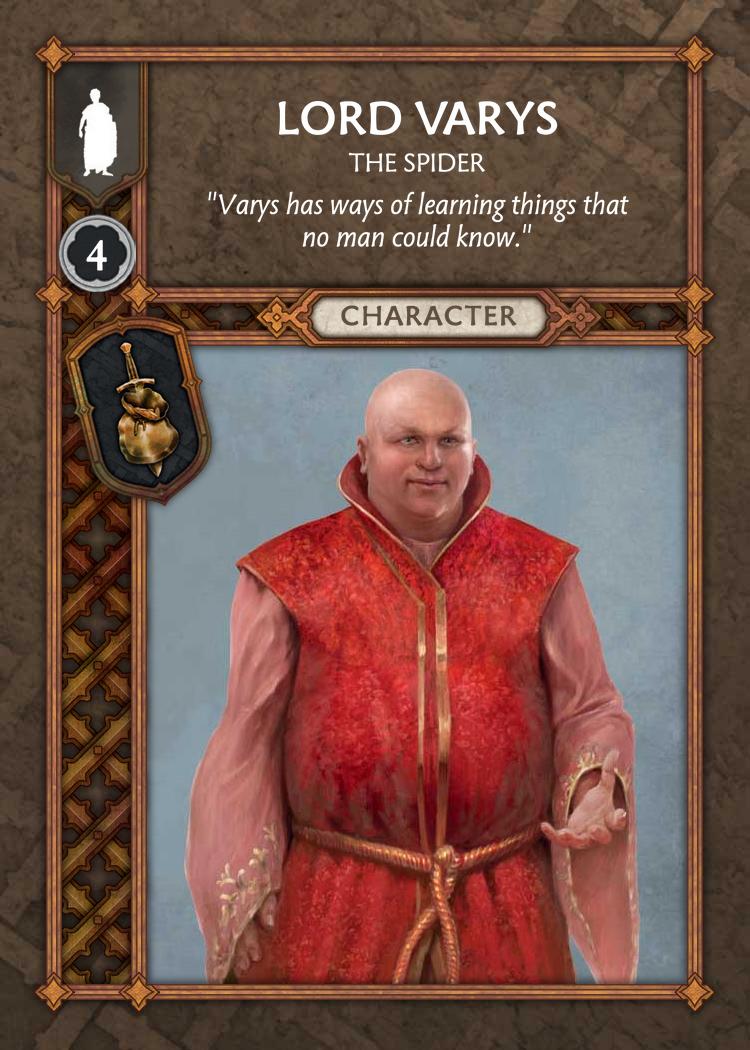 LORD VARYS
THE SPIDER
"Varys has ways of learning things that
no man could know."
4
CHARACTER